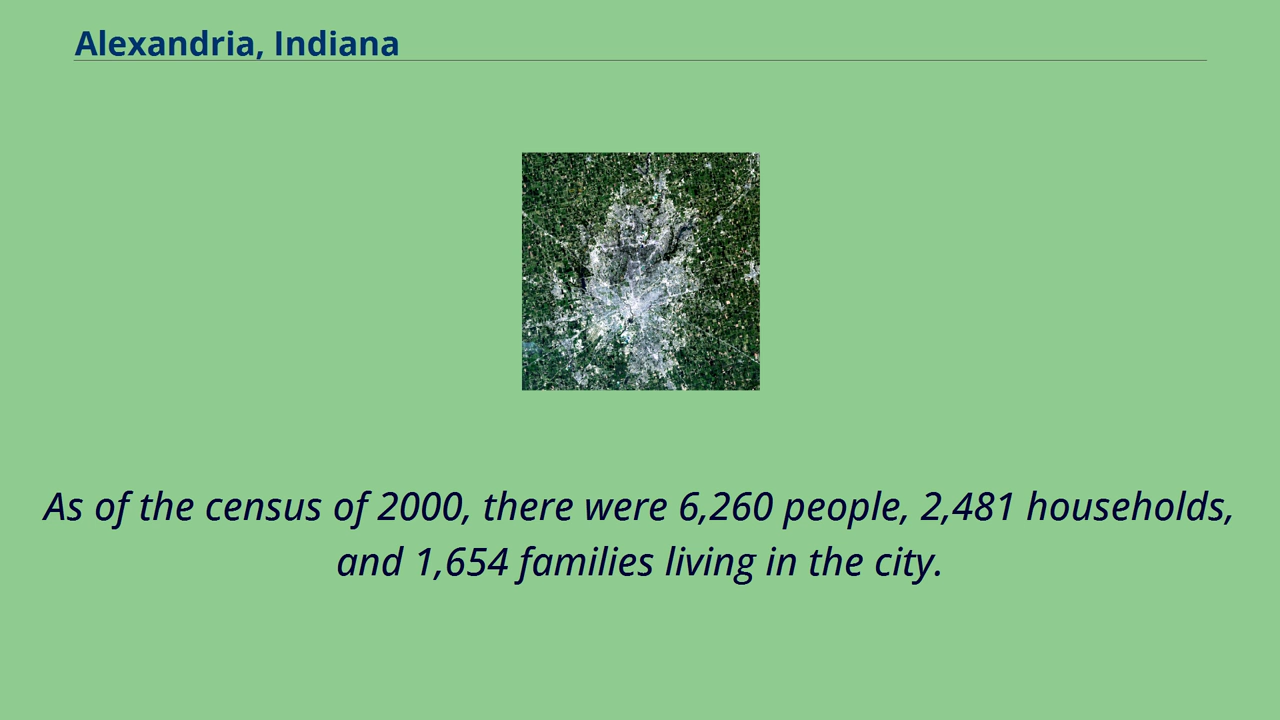 Alexandria, Indiana
As of the census of 2000, there were 6,260 people, 2,481 households,
and 1,654 families living in the city.